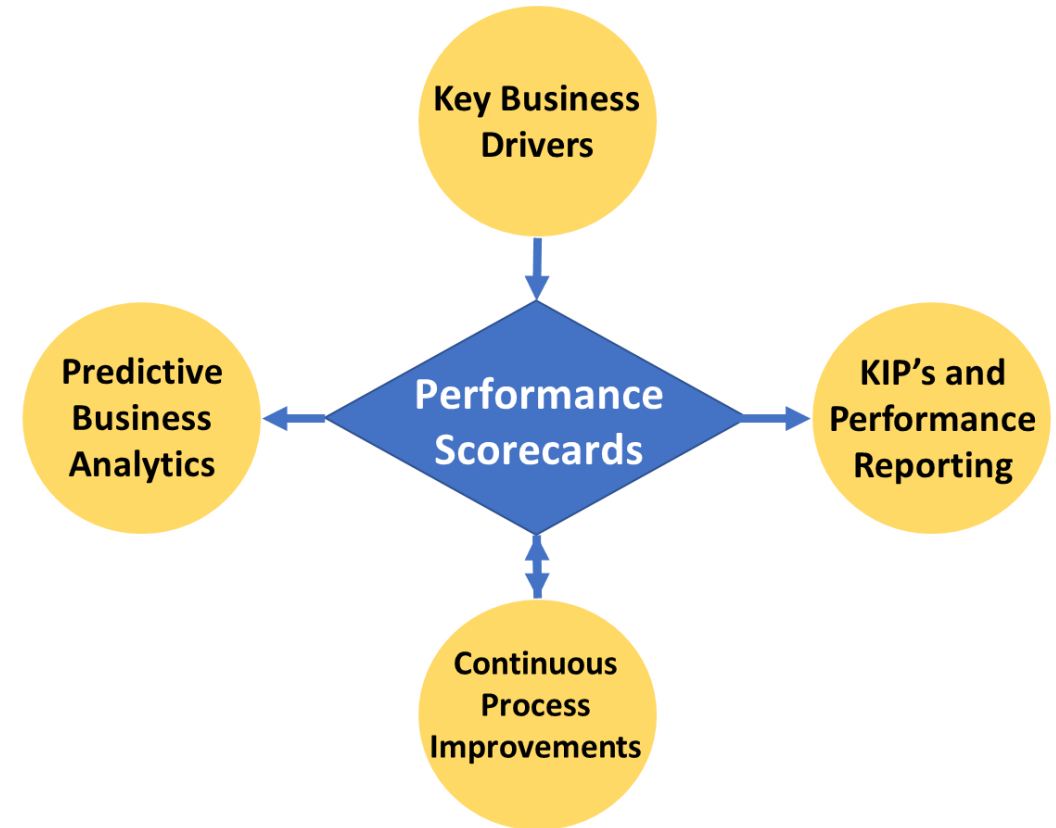 Key Business
Drivers
Predictive
Business
Analytics
Performance
Scorecards
KIP’s and
Performance
Reporting
Continuous
Process
Improvements